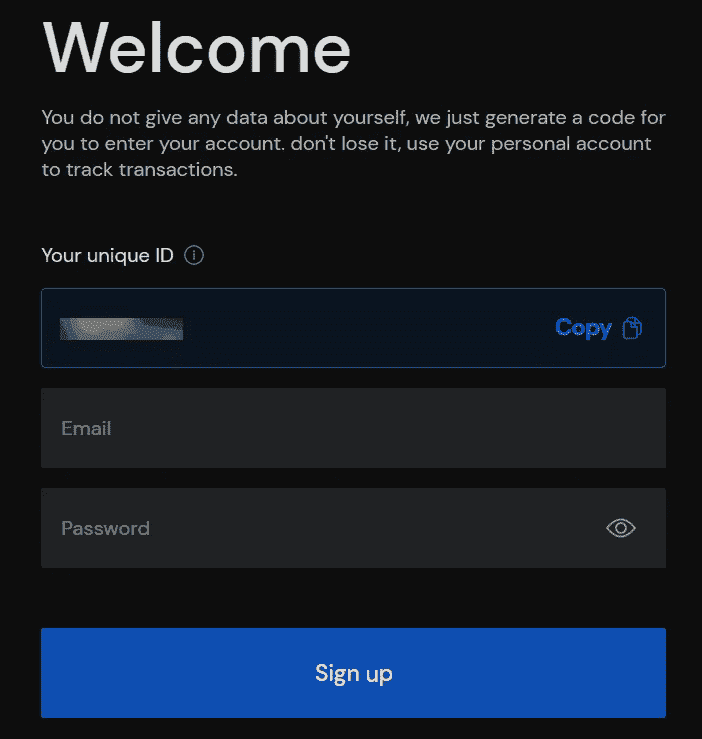 Welcome
You do not give any data about yourself, we just generate a code for
you to enter your account. don't lose it, use your personal account
to track transactions.
Your unique ID
Copy
Email
Password
Sign up